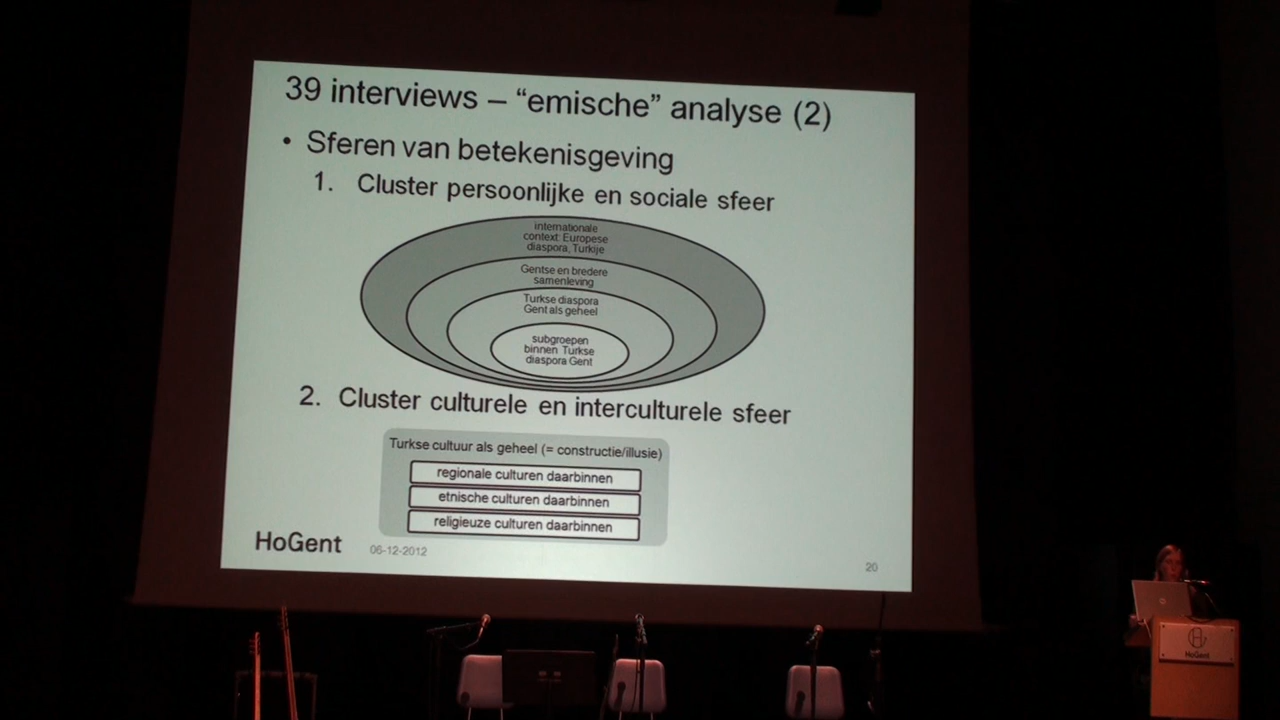 39 interviews – “emische” analyse (2)
• Sferen van betekenisgeving
1. Cluster persoonlijke en sociale sfeer
internationale
context: Europese
diaspora, Turkije
Gentse en bredere
samenleving
Turkse diaspora
Gent als geheel
subgroepen
binnen Turkse
diaspora Gent
2. Cluster culturele en interculturele sfeer
Turkse cultuur als geheel (= constructie/illusie)
regionale culturen daarbinnen
etnische culturen daarbinnen
religieuze culturen daarbinnen
HoGent
06-12-2012
20
HoGent